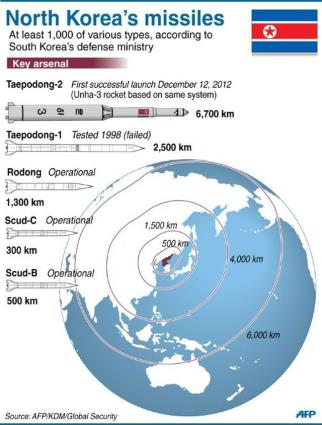 North Korea's missiles
At least 1,000 of various types, according to
South Korea's defense ministry
Key arsenal
Taepodong-2 First successful launch December 12, 2012
(Unha-3 rocket based on same system)
6,700 km
Taepodong-1 Tested 1998 (failed)
2,500 km
Rodong Operational
1,300 km
Scud-C Operational
300 km
Scud-B Operational
500 km
1,500 km
500 km
4,000 km
6,000 km
Source: AFP/KDM/Global Security
AFP